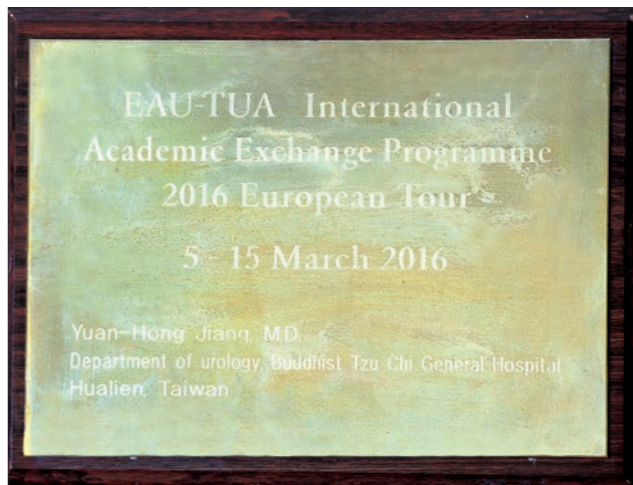 EAU-TUA International
Academic Exchange Programme
2016 European Tour
5 15 March 2016
Yuan-Hong Jiang, MD.
Department of urology, Buddhist Tzu Chi General Hospital
Hualien, Taiwan